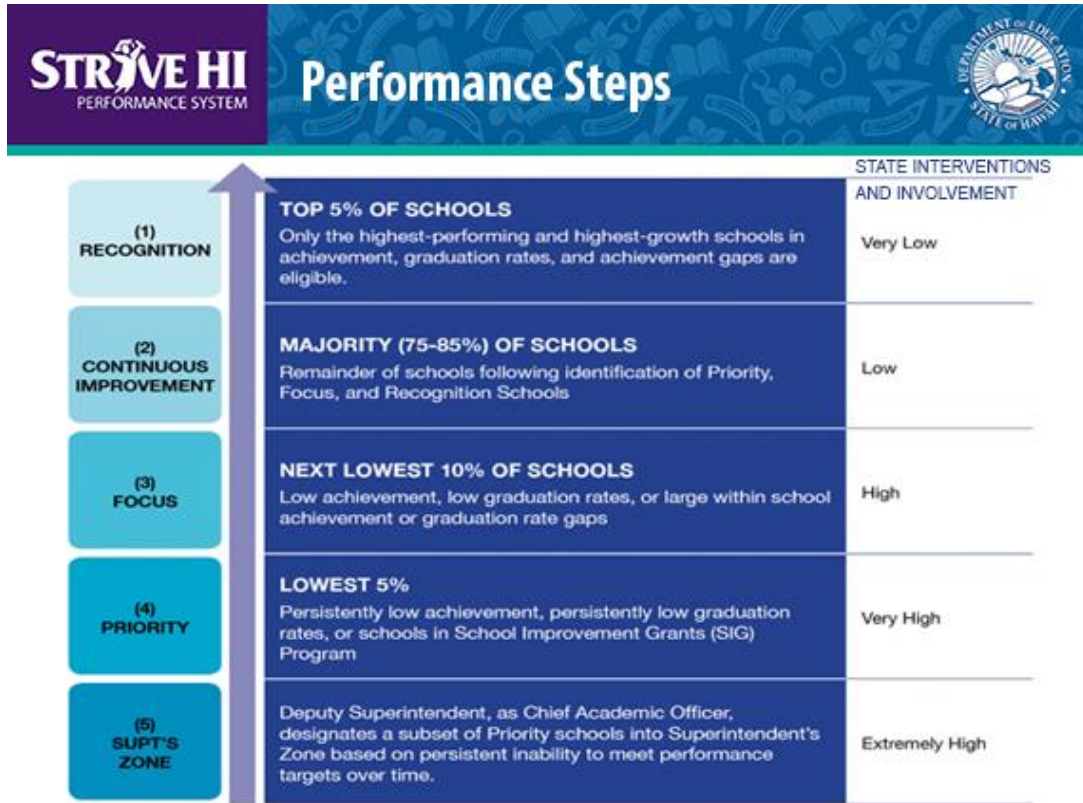 STRIVE HI
PERFORMANCE SYSTEM
Performance Steps
DEPARTMENT OF EDUCATION
STATE OF HAWAII
STATE INTERVENTIONS
AND INVOLVEMENT
(1)
RECOGNITION
TOP 5% OF SCHOOLS
Only the highest-performing and highest-growth schools in
achievement, graduation rates, and achievement gaps are
eligible.
Very Low
(2)
CONTINUOUS
IMPROVEMENT
MAJORITY (75-85%) OF SCHOOLS
Remainder of schools following identification of Priority,
Focus, and Recognition Schools
Low
(3)
FOCUS
NEXT LOWEST 10% OF SCHOOLS
Low achievement, low graduation rates, or large within school
achievement or graduation rate gaps
High
(4)
PRIORITY
LOWEST 5%
Persistently low achievement, persistently low graduation
rates, or schools in School Improvement Grants (SIG)
Program
Very High
(5)
SUPT'S
ZONE
Deputy Superintendent, as Chief Academic Officer,
designates a subset of Priority schools into Superintendent's
Zone based on persistent inability to meet performance
targets over time.
Extremely High